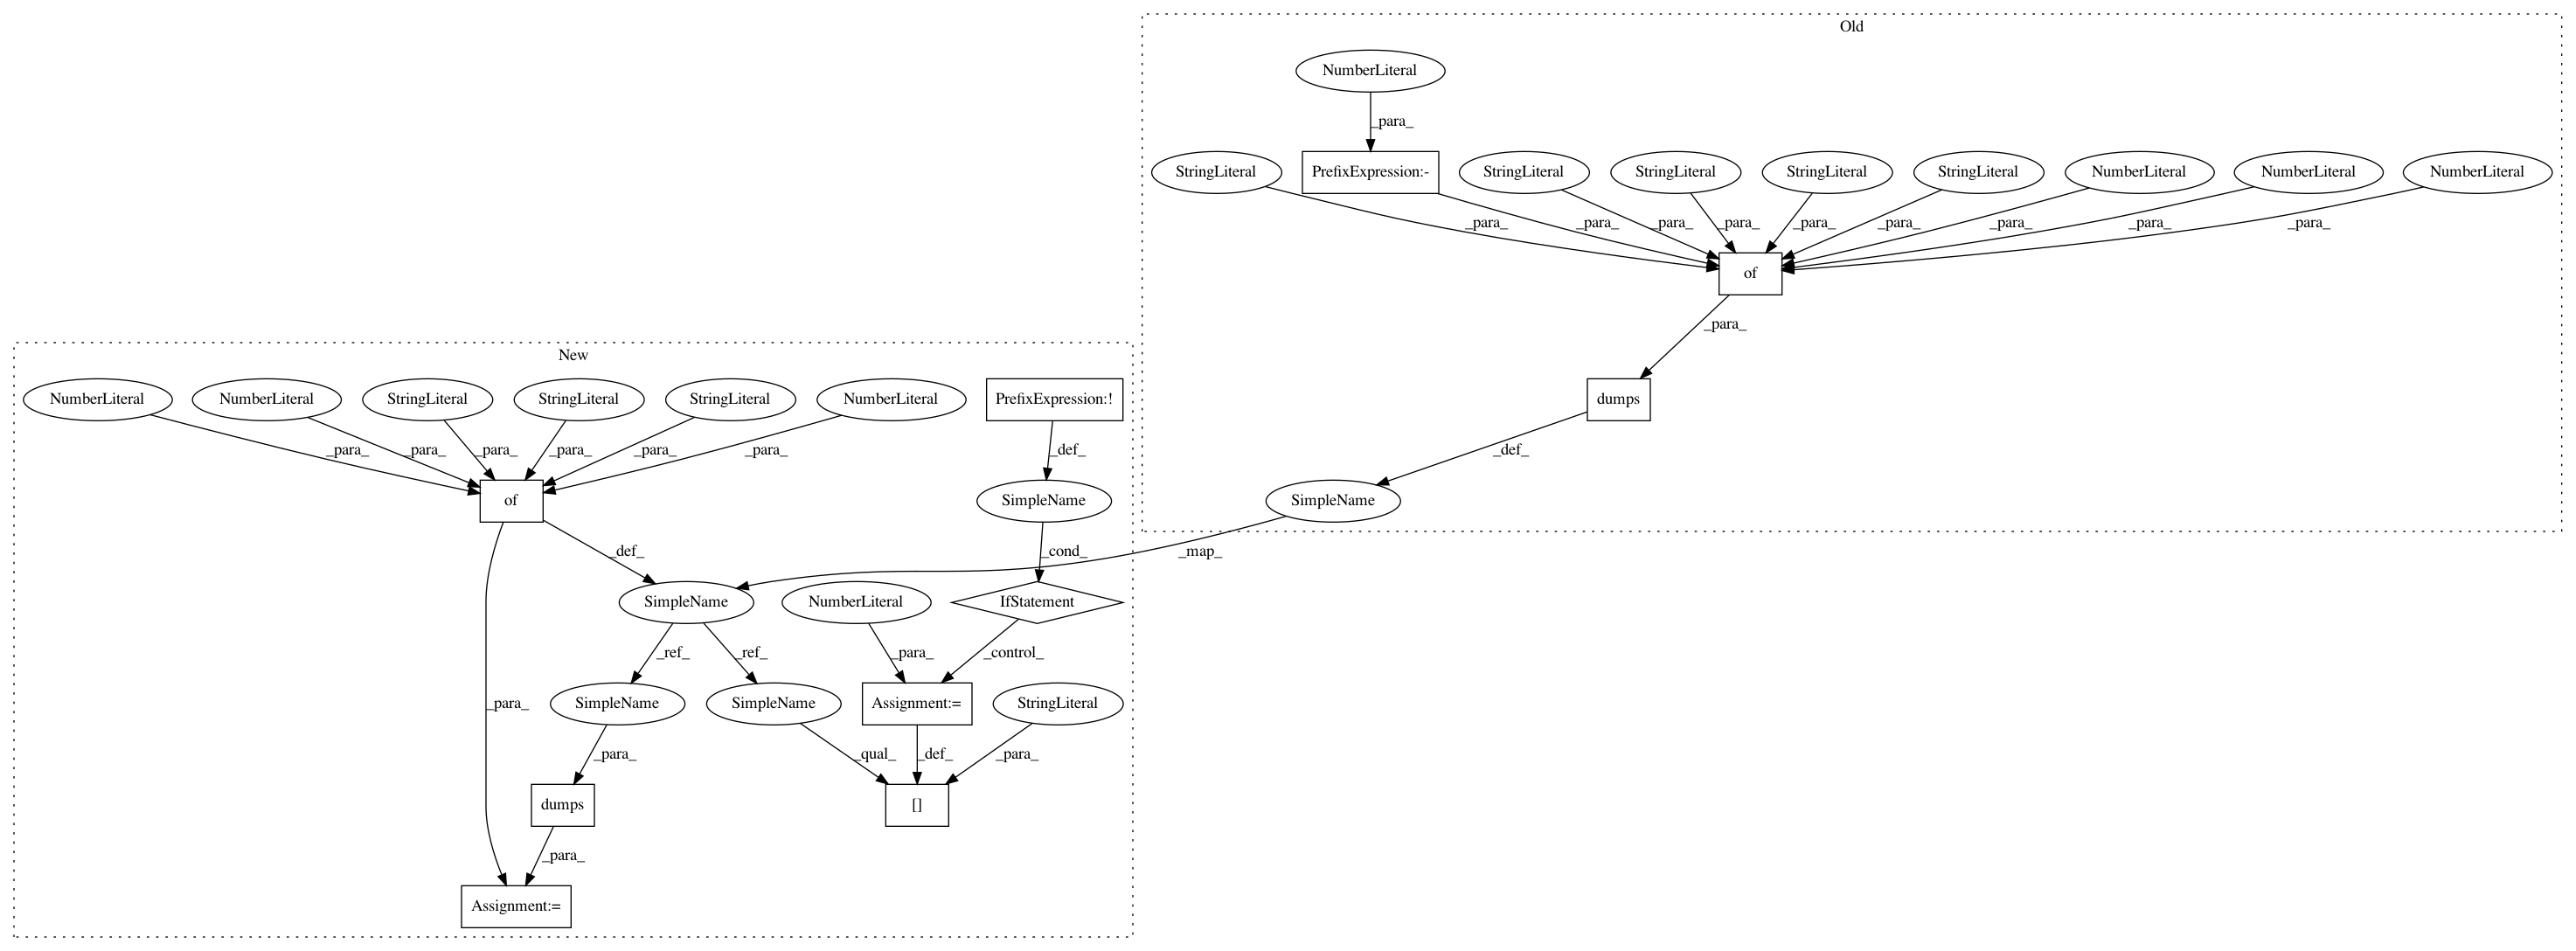 Old
NumberLiteral
_para_
StringLiteral PrefixExpression:- StringLiteral StringLiteral StringLiteral StringLiteral NumberLiteral NumberLiteral NumberLiteral
_para_ _para_ _para_ _para_ _para_ _para_ _para_ _para_ _para_
of
_para_
New
NumberLiteral NumberLiteral StringLiteral StringLiteral StringLiteral NumberLiteral PrefixExpression:! dumps
_para_ _para_ _para_ _para_ _para_ _para_ _def_ _def_
of SimpleName SimpleName
_def_ _cond_ _map_
SimpleName NumberLiteral IfStatement
_ref_ _ref_ _para_ _control_
_para_ SimpleName SimpleName Assignment:= StringLiteral
_para_ _qual_ _def_ _para_
dumps []
_para_
Assignment:=